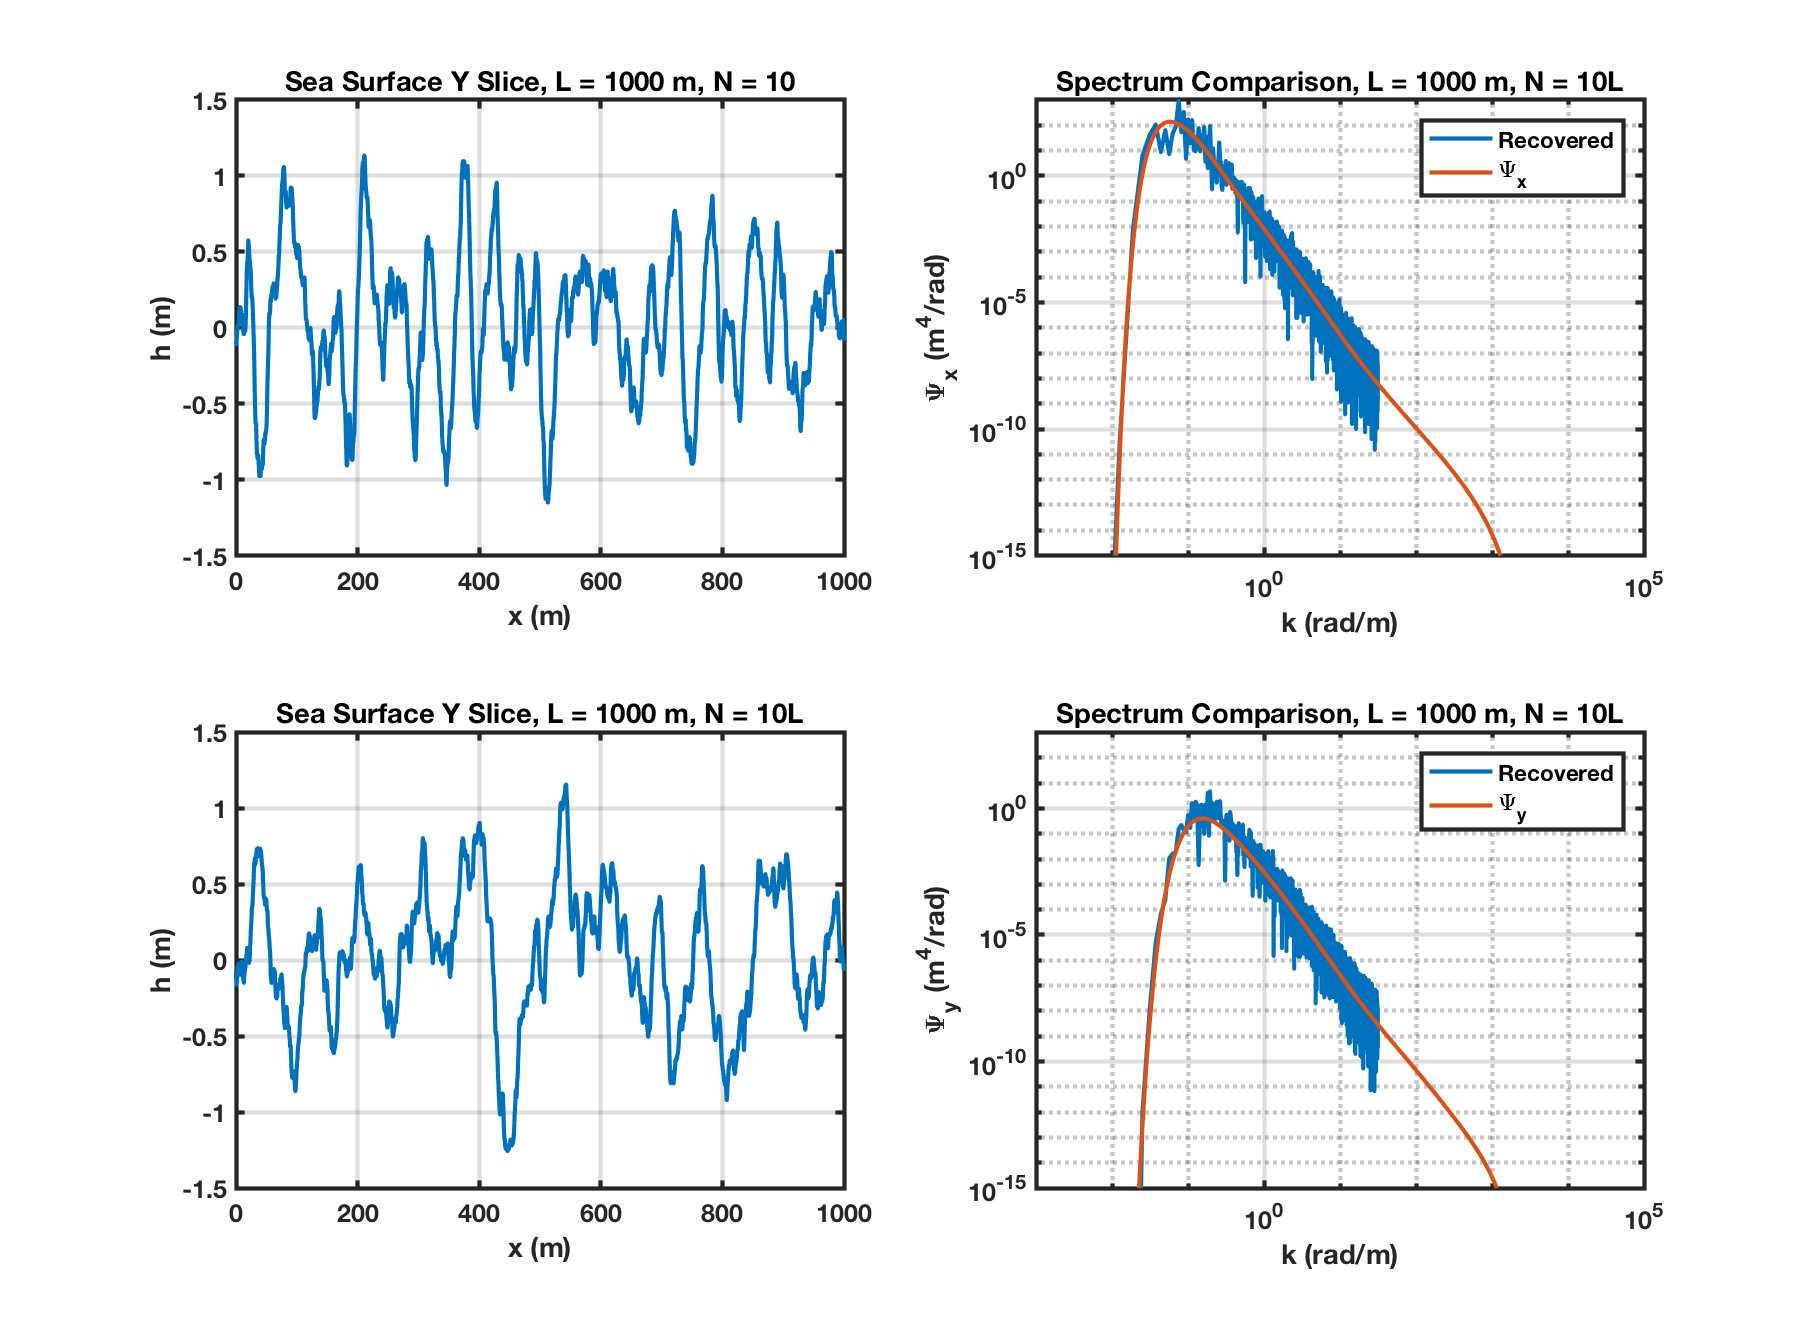 Sea Surface Y Slice, L = 1000 m, N = 10
1.5
1
0.5
0
-0.5
-1
-1.5
h (m)
0 200 400 600 800 1000
x (m)
Spectrum Comparison, L = 1000 m, N = 10L
Recovered
Ψx
10^0
10^-5
10^-10
10^-15
Ψx (m^4/rad)
10^0 10^5
k (rad/m)
Sea Surface Y Slice, L = 1000 m, N = 10L
1.5
1
0.5
0
-0.5
-1
-1.5
h (m)
0 200 400 600 800 1000
x (m)
Spectrum Comparison, L = 1000 m, N = 10L
Recovered
Ψy
10^0
10^-5
10^-10
10^-15
Ψy (m^4/rad)
10^0 10^5
k (rad/m)